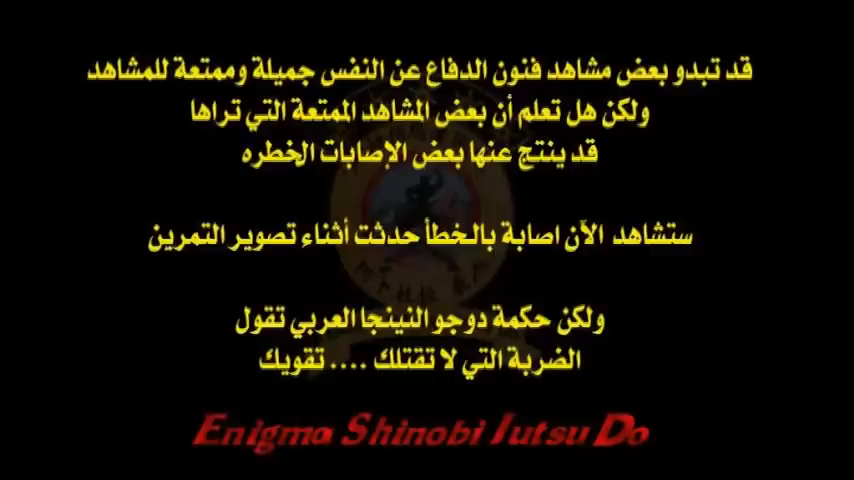 قد تبدو بعض مشاهد فنون الدفاع عن النفس جميلة وممتعة للمشاهد
ولكن هل تعلم أن بعض المشاهد الممتعة التي تراها
قد ينتج عنها بعض الإصابات الخطره
ستشاهد الآن اصابة بالخطأ حدثت أثناء تصوير التمرين
ولكن حكمة دوجو النينجا العربي تقول
الضربة التي لا تقتلك .... تقويك
Enigma Shinobi Jutsu Do